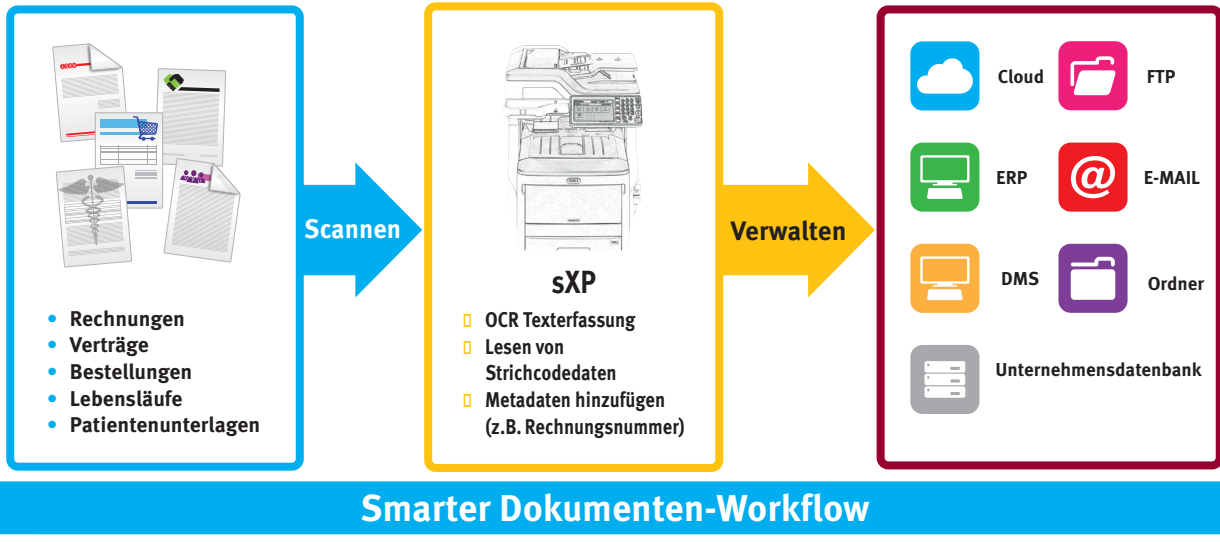 Rechnungen
Verträge
Bestellungen
Lebensläufe
Patientenunterlagen
Scannen
OKI
sXP
OCR Texterfassung
Lesen von
Strichcodedaten
Metadaten hinzufügen
(z.B. Rechnungsnummer)
Verwalten
Cloud
FTP
ERP
@
E-MAIL
DMS
Ordner
Unternehmensdatenbank
Smarter Dokumenten-Workflow